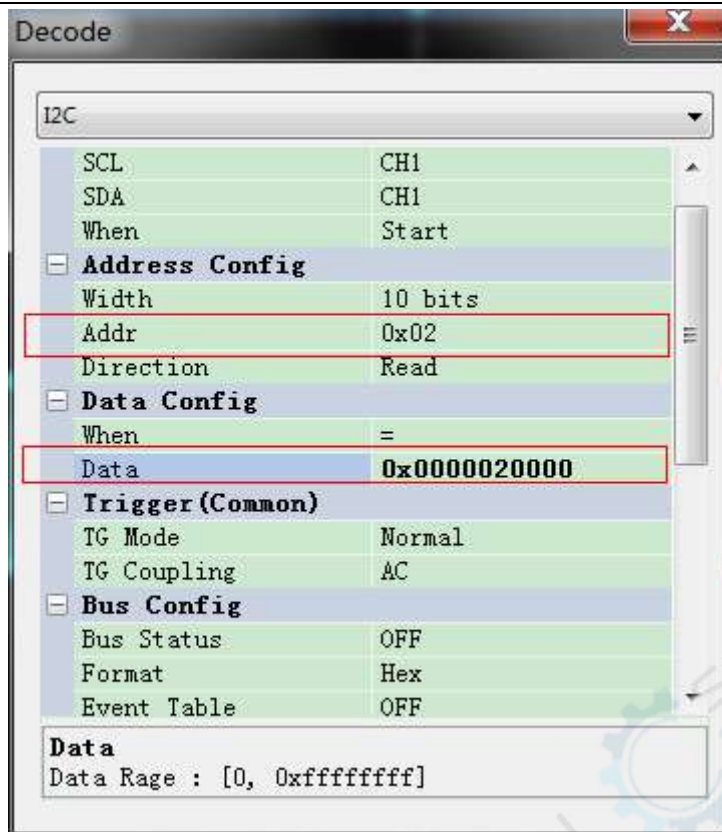 Decode
I2C
SCL CH1
SDA CH1
When Start
Address Config
Width 10 bits
Addr 0x02
Direction Read
Data Config
When =
Data 0x0000020000
Trigger(Common)
TG Mode Normal
TG Coupling AC
Bus Config
Bus Status OFF
Format Hex
Event Table OFF
Data
Data Rage : [0, 0xffffffff]